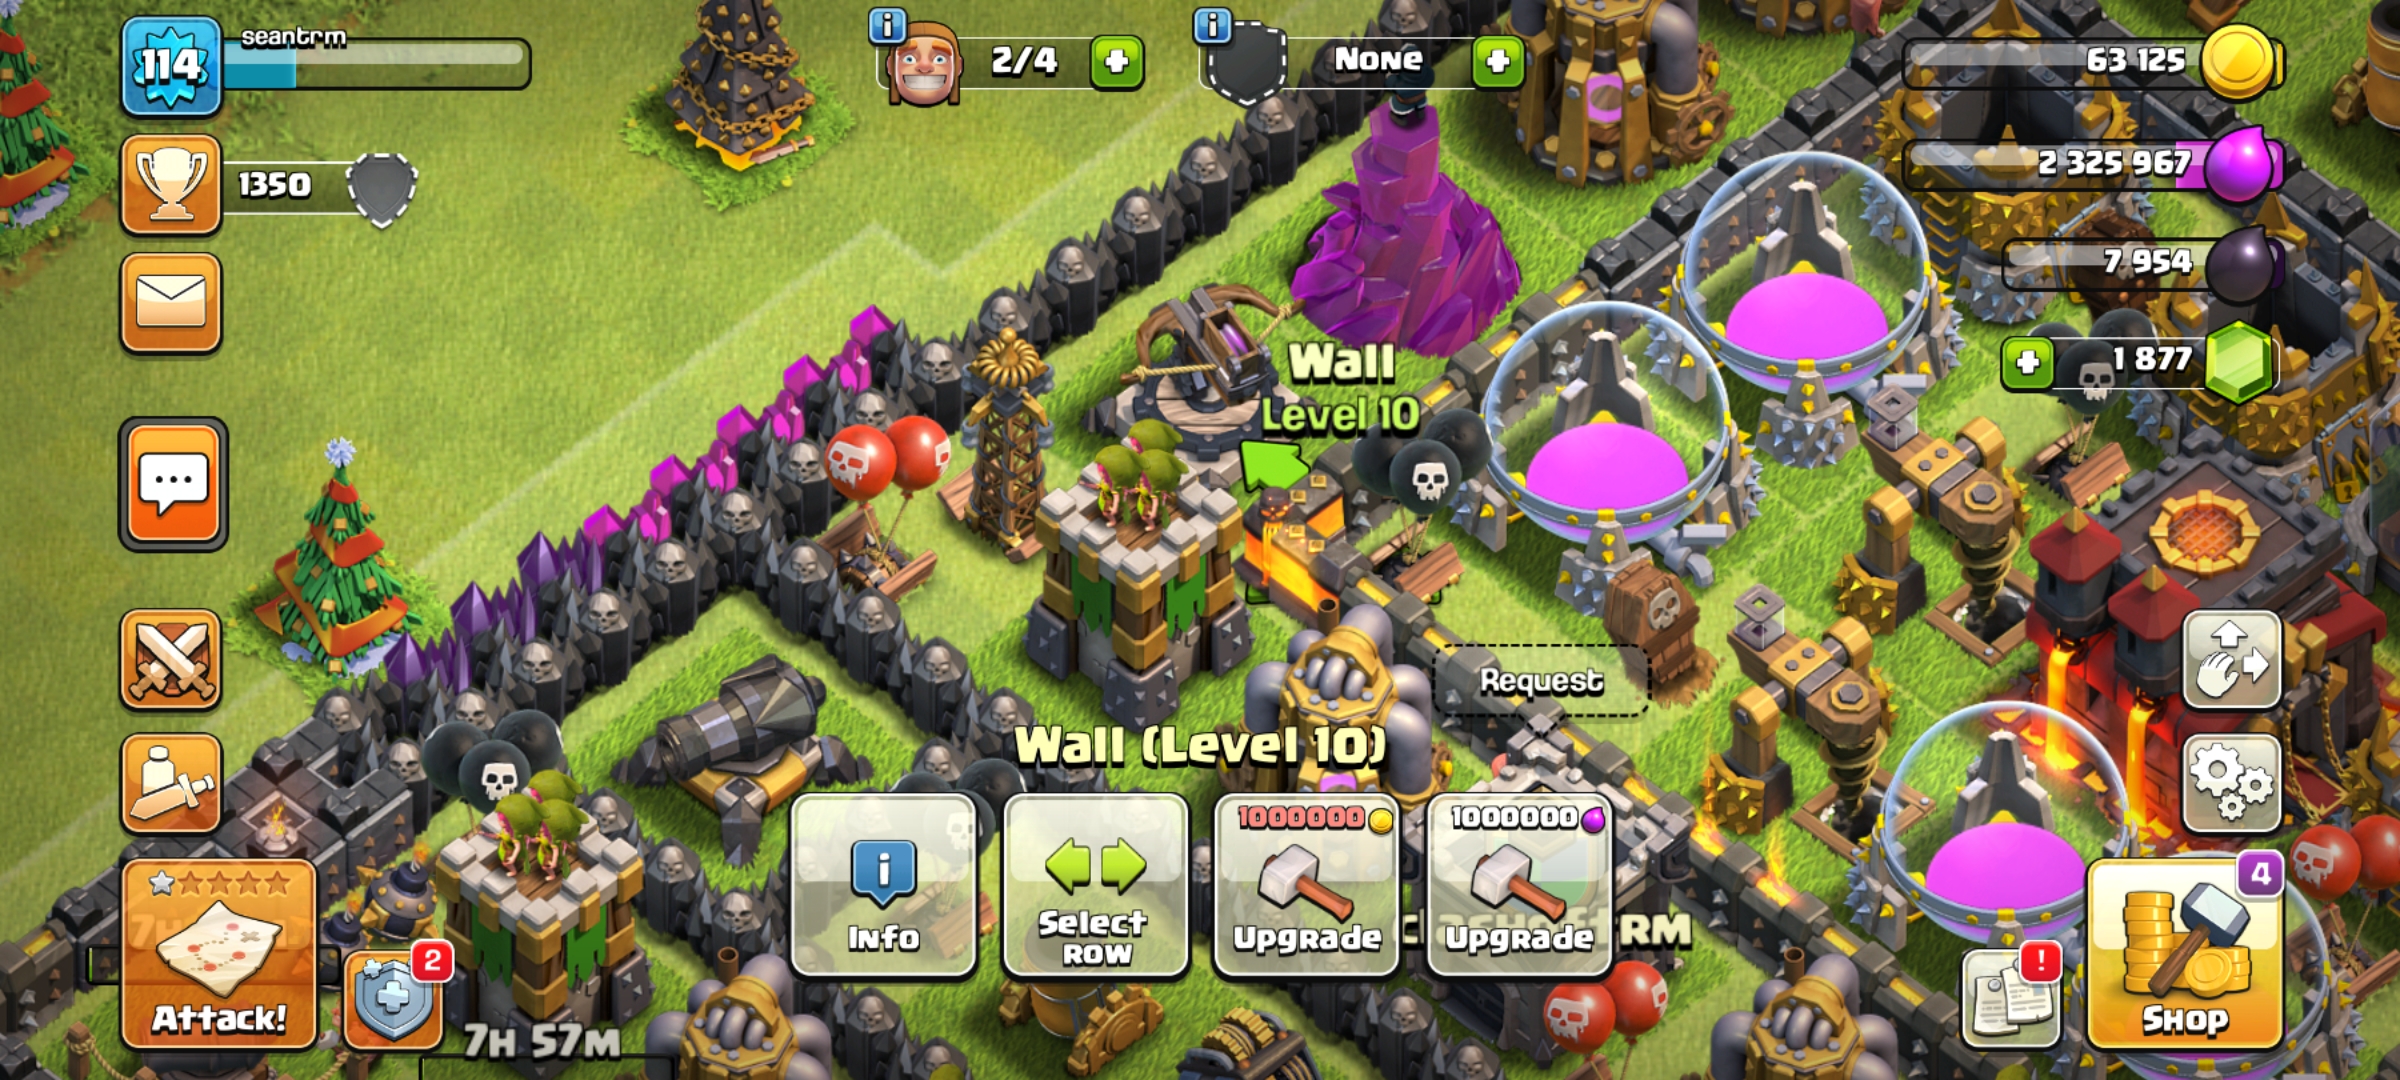 114
seantrm
2/4
None
63 125
1350
2 325 967
7 954
1 877
Wall
Level 10
Request
Wall (Level 10)
Info
Select
Row
1000000
Upgrade
1000000
Upgrade
RM
Attack!
2
7H 57M
!
4
Shop